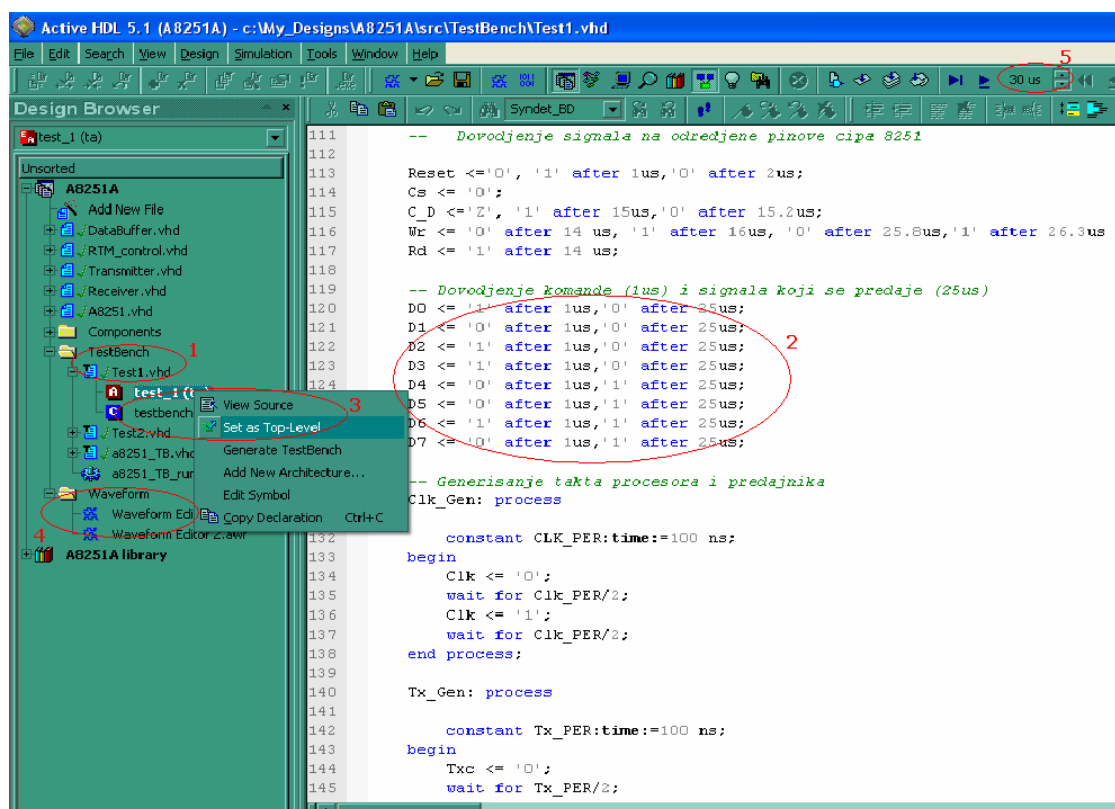 Active HDL 5.1 (A8251A) - c:\My_Designs\A8251A\src\TestBench\Test1.vhd
File Edit Search View Design Simulation Tools Window Help
5
30 us
Design Browser
Syndet_BD
test_1 (ta)
Unsorted
A8251A
Add New File
DataBuffer.vhd
RTM_control.vhd
Transmitter.vhd
Receiver.vhd
A8251.vhd
Components
TestBench
1
Test1.vhd
test_1 (t
testbench
Test2.vhd
a8251_TB.vhd
a8251_TB_run
Waveform
Waveform Edi
4
Waveform Editor 2.awf
A8251A library
View Source
3
Set as Top-Level
Generate TestBench
Add New Architecture...
Edit Symbol
Copy Declaration Ctrl+C
111 -- Dovodjenje signala na odredjene pinove cipa 8251
112
113 Reset <='0', '1' after 1us,'0' after 2us;
114 Cs <= '0';
115 C_D <='Z', '1' after 15us,'0' after 15.2us;
116 Wr <= '0' after 14 us, '1' after 16us, '0' after 25.8us,'1' after 26.3us
117 Rd <= '1' after 14 us;
118
119 -- Dovodjenje komande (1us) i signala koji se predaje (25us)
120 D0 <= '1' after 1us,'0' after 25us;
121 D1 <= '0' after 1us,'0' after 25us;
122 D2 <= '1' after 1us,'0' after 25us;
2
123 D3 <= '1' after 1us,'0' after 25us;
124 D4 <= '0' after 1us,'1' after 25us;
D5 <= '0' after 1us,'1' after 25us;
D6 <= '1' after 1us,'1' after 25us;
D7 <= '0' after 1us,'1' after 25us;
-- Generisanje takta procesora i predajnika
Clk_Gen: process
132 constant CLK_PER:time:=100 ns;
133 begin
134 Clk <= '0';
135 wait for Clk_PER/2;
136 Clk <= '1';
137 wait for Clk_PER/2;
138 end process;
139
140 Tx_Gen: process
141
142 constant Tx_PER:time:=100 ns;
143 begin
144 Txc <= '0';
145 wait for Tx_PER/2;